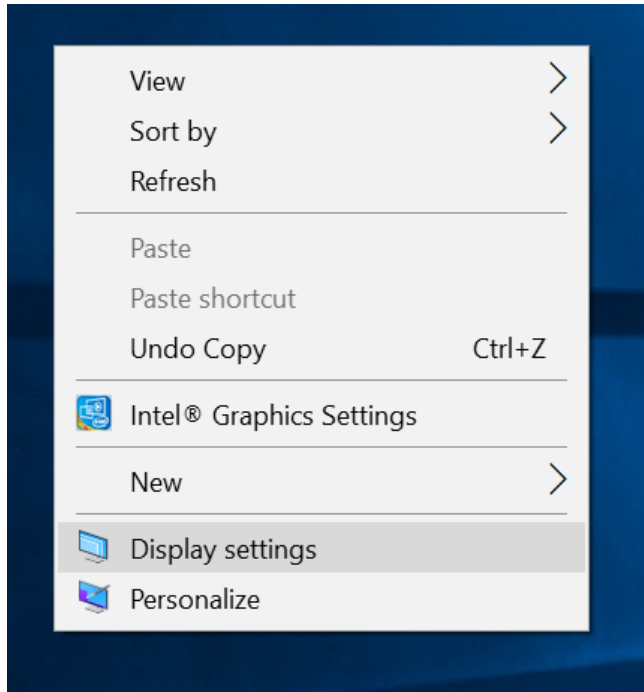 View
Sort by
Refresh
Paste
Paste shortcut
Undo Copy Ctrl+Z
Intel® Graphics Settings
New
Display settings
Personalize